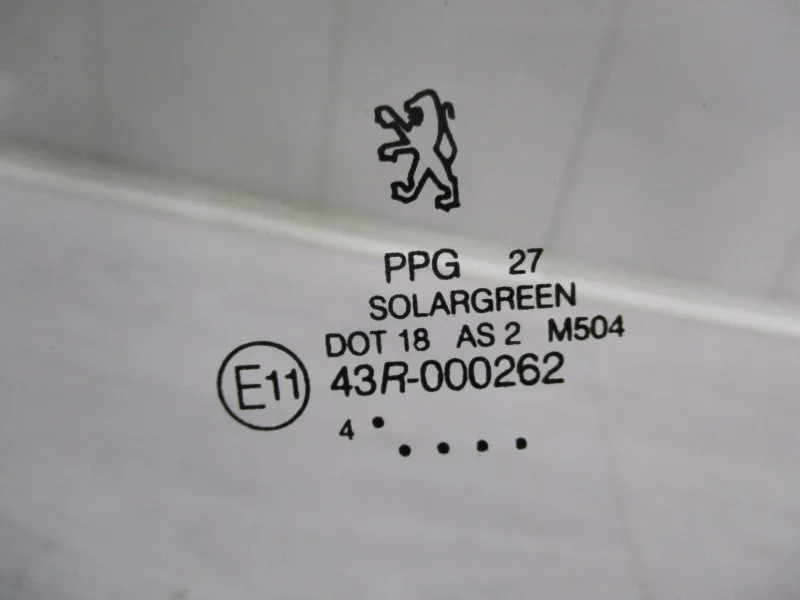 PPG 27
SOLARGREEN
DOT 18 AS 2 M504
E11 43R-000262
4